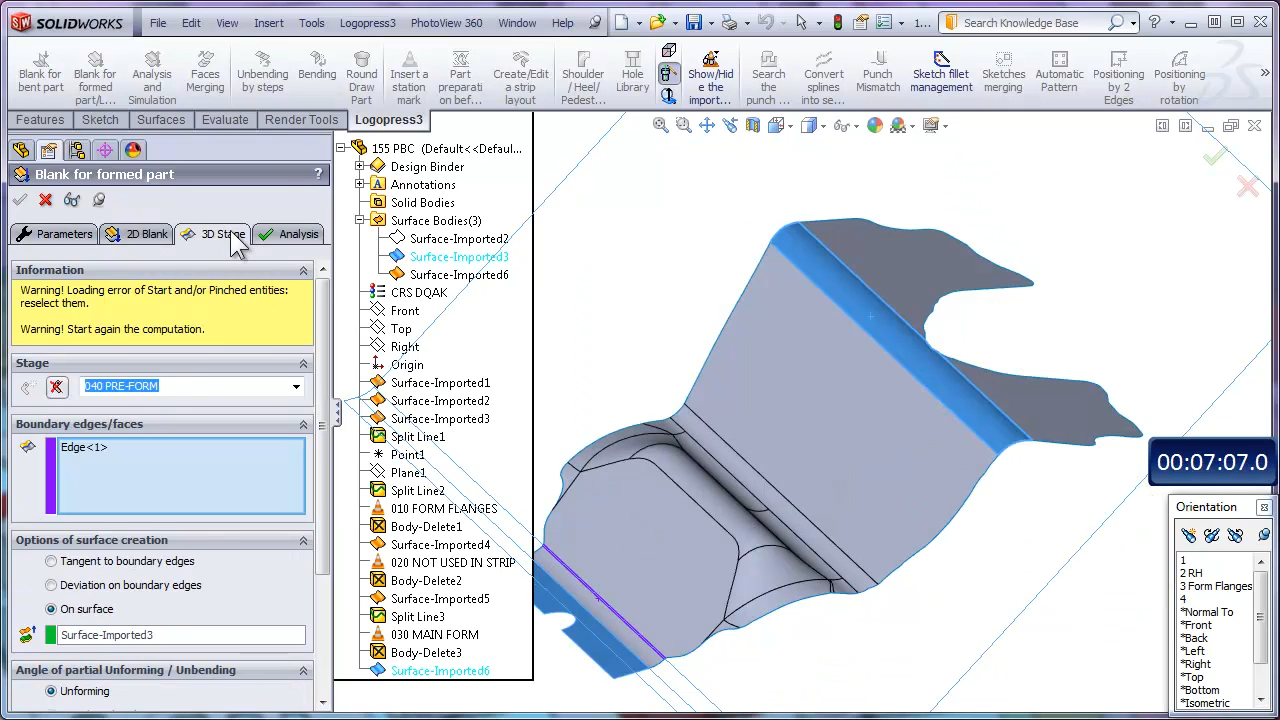 SOLIDWORKS File Edit View Insert Tools Logopress3 PhotoView 360 Window Help 1... Search Knowledge Base
Blank for bent part
Blank for formed part/L...
Analysis and Simulation
Faces Merging
Unbending by steps
Bending
Round Draw Part
Insert a station mark
Part preparati on bef...
Create/Edit a strip layout
Shoulder / Heel / Pedest...
Hole Library
Show/Hid e the import...
Search the punch ...
Convert splines into se...
Punch Mismatch
Sketch fillet management
Sketches merging
Automatic Pattern
Positioning by 2 Edges
Positioning by rotation
Features Sketch Surfaces Evaluate Render Tools Logopress3
Blank for formed part ?
Parameters 2D Blank 3D Stage Analysis
Information
Warning! Loading error of Start and/or Pinched entities: reselect them.
Warning! Start again the computation.
Stage
040 PRE-FORM
Boundary edges/faces
Edge<1>
Options of surface creation
Tangent to boundary edges
Deviation on boundary edges
On surface
Surface-Imported3
Angle of partial Unforming / Unbending
Unforming
155 PBC (Default<<Default_...
Design Binder
Annotations
Solid Bodies
Surface Bodies(3)
Surface-Imported2
Surface-Imported3
Surface-Imported6
CRS DQAK
Front
Top
Right
Origin
Surface-Imported1
Surface-Imported2
Surface-Imported3
Split Line1
Point1
Plane1
Split Line2
010 FORM FLANGES
Body-Delete1
Surface-Imported4
020 NOT USED IN STRIP
Body-Delete2
Surface-Imported5
Split Line3
030 MAIN FORM
Body-Delete3
Surface-Imported6
00:07:07.0
Orientation
1
2 RH
3 Form Flanges
4
*Normal To
*Front
*Back
*Left
*Right
*Top
*Bottom
*Isometric